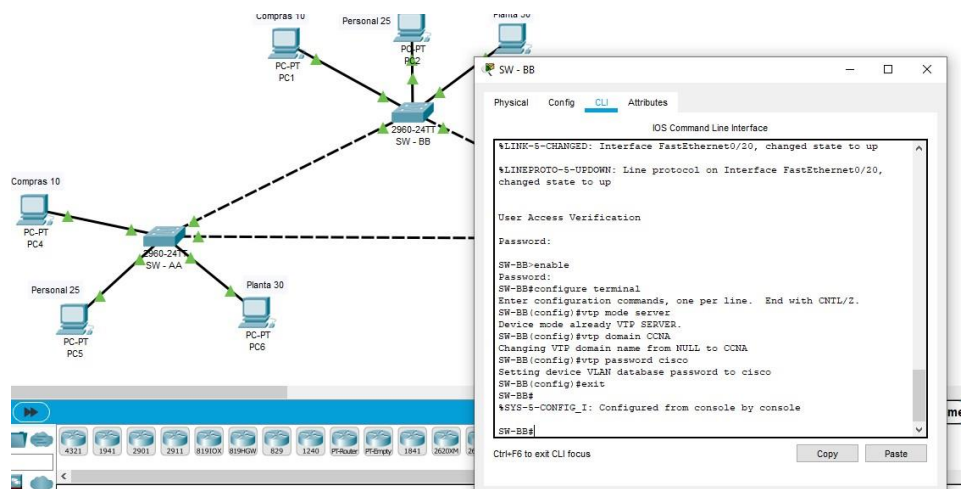 Compras 10
Personal 25
Planta 30
PC-PT
PC1
PC-PT
PC2
2960-24TT
SW - BB
Compras 10
PC-PT
PC4
2960-24TT
SW - AA
Personal 25
PC-PT
PC5
Planta 30
PC-PT
PC6
SW - BB
Physical Config CLI Attributes
IOS Command Line Interface
%LINK-5-CHANGED: Interface FastEthernet0/20, changed state to up
%LINEPROTO-5-UPDOWN: Line protocol on Interface FastEthernet0/20,
changed state to up
User Access Verification
Password:
SW-BB>enable
Password:
SW-BB#configure terminal
Enter configuration commands, one per line. End with CNTL/Z.
SW-BB(config)#vtp mode server
Device mode already VTP SERVER.
SW-BB(config)#vtp domain CCNA
Changing VTP domain name from NULL to CCNA
SW-BB(config)#vtp password cisco
Setting device VLAN database password to cisco
SW-BB(config)#exit
SW-BB#
%SYS-5-CONFIG_I: Configured from console by console
SW-BB#
Ctrl+F6 to exit CLI focus
Copy Paste
4321 1941 2901 2911 819IOX 819HGW 829 1240 PT-Router PT-Empty 1841 2620XM